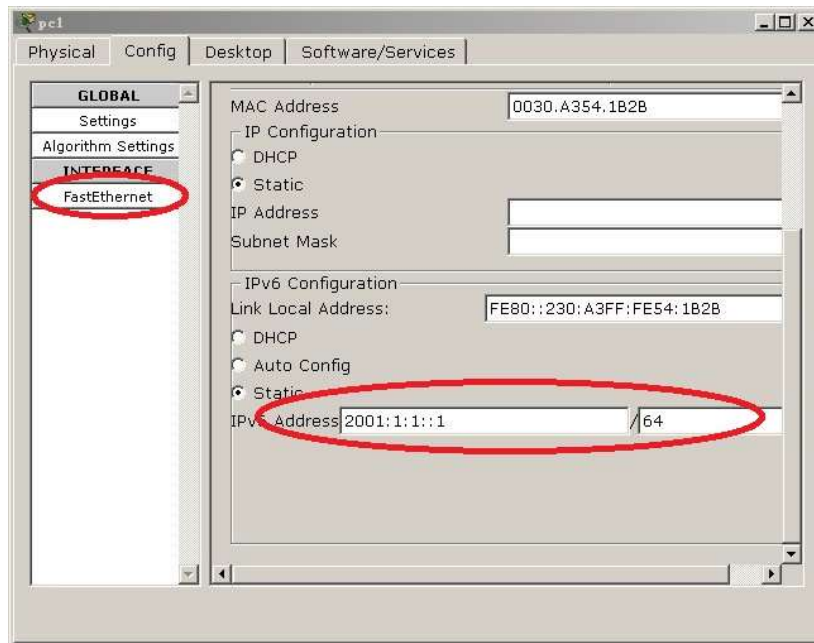 pc1
Physical Config Desktop Software/Services
GLOBAL
Settings
Algorithm Settings
INTERFACE
FastEthernet
MAC Address 0030.A354.1B2B
IP Configuration
DHCP
Static
IP Address
Subnet Mask
IPv6 Configuration
Link Local Address: FE80::230:A3FF:FE54:1B2B
DHCP
Auto Config
Static
IPv6 Address 2001:1:1::1 / 64